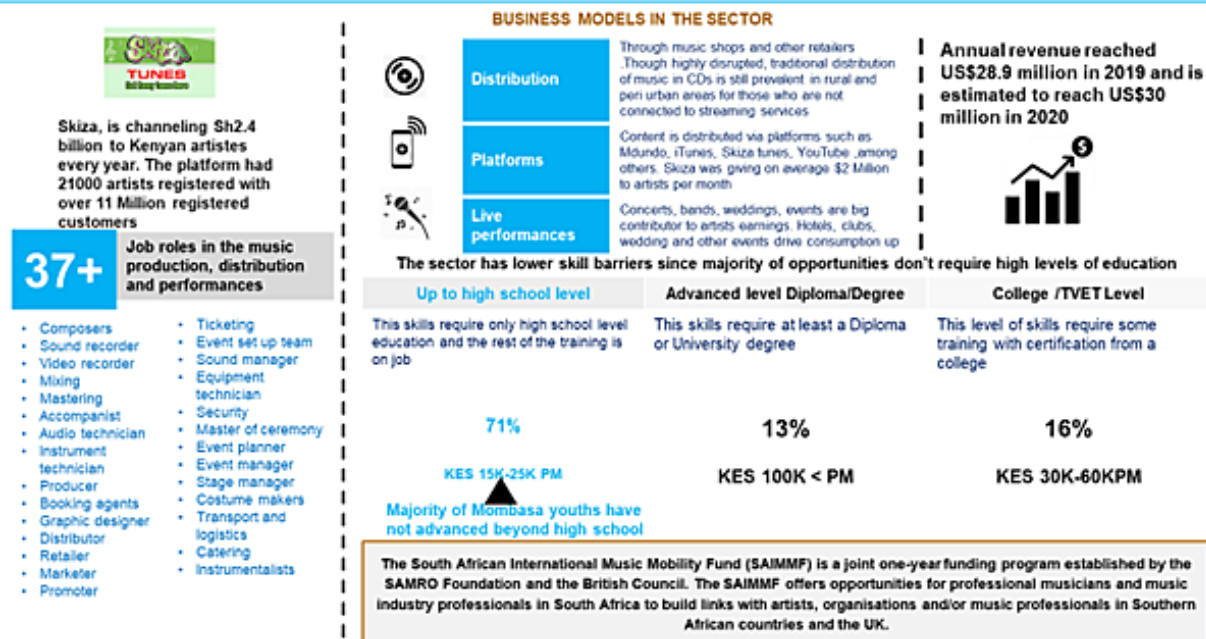 BUSINESS MODELS IN THE SECTOR
Skiza
TUNES
Skiza, is channeling Sh2.4
billion to Kenyan artistes
every year. The platform had
21000 artists registered with
over 11 Million registered
customers
37+
Job roles in the music
production, distribution
and performances
• Composers
• Sound recorder
• Video recorder
• Mixing
• Mastering
• Accompanist
• Audio technician
• Instrument
technician
• Producer
• Booking agents
• Graphic designer
• Distributor
• Retailer
• Marketer
• Promoter
• Ticketing
• Event set up team
• Sound manager
• Equipment
technician
• Security
• Master of ceremony
• Event planner
• Event manager
• Stage manager
• Costume makers
• Transport and
logistics
• Catering
• Instrumentalists
Distribution
Through music shops and other retailers
.Though highly disrupted, traditional distribution
of music in CDs is still prevalent in rural and
peri urban areas for those who are not
connected to streaming services
Platforms
Content is distributed via platforms such as
Mdundo, iTunes, Skiza tunes, YouTube ,among
others. Skiza was giving on average $2 Million
to artists per month
Live
performances
Concerts, bands, weddings, events are big
contributor to artists earnings. Hotels, clubs,
wedding and other events drive consumption up
Annual revenue reached
US$28.9 million in 2019 and is
estimated to reach US$30
million in 2020
$
The sector has lower skill barriers since majority of opportunities don't require high levels of education
Up to high school level
This skills require only high school level
education and the rest of the training is
on job
71%
KES 15K-25K PM
Majority of Mombasa youths have
not advanced beyond high school
Advanced level Diploma/Degree
This skills require at least a Diploma
or University degree
13%
KES 100K < PM
College /TVET Level
This level of skills require some
training with certification from a
college
16%
KES 30K-60KPM
The South African International Music Mobility Fund (SAIMMF) is a joint one-year funding program established by the
SAMRO Foundation and the British Council. The SAIMMF offers opportunities for professional musicians and music
industry professionals in South Africa to build links with artists, organisations and/or music professionals in Southern
African countries and the UK.